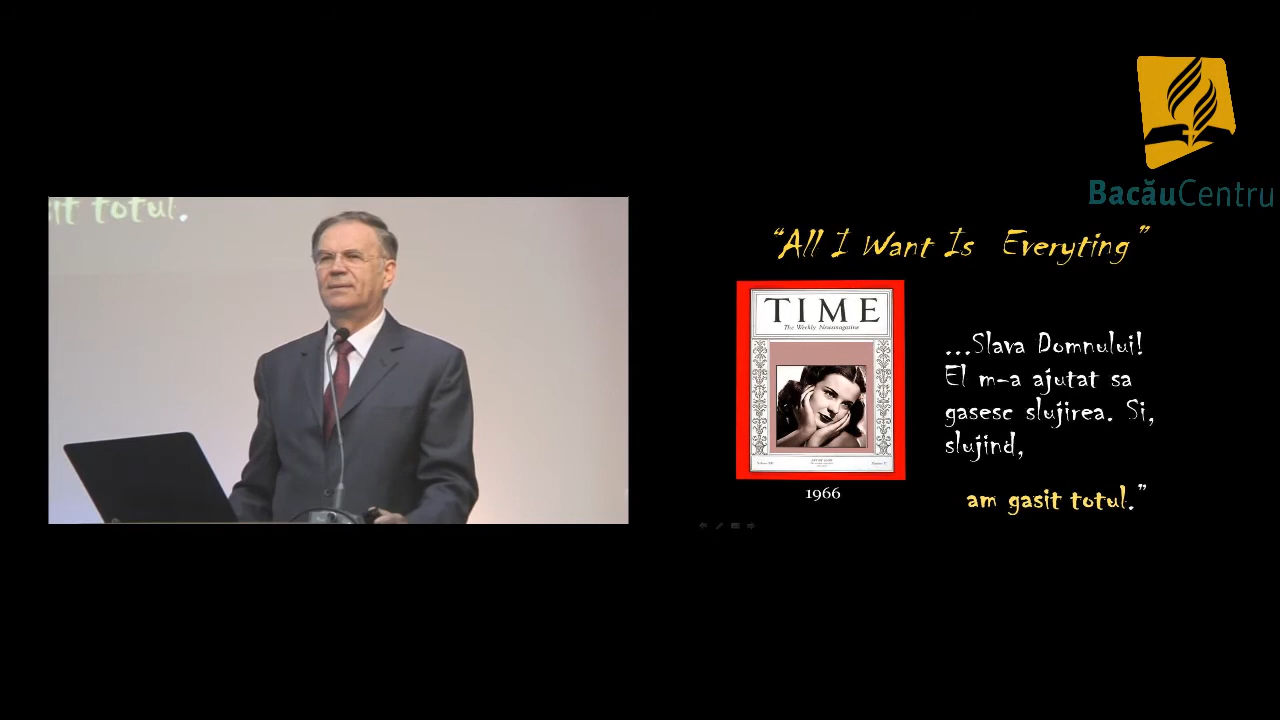 sit totul.
BacăuCentru
“All I Want Is Everyting”
TIME
The Weekly Newsmagazine
1966
...Slava Domnului!
El m-a ajutat sa
gasesc slujirea. Si,
slujind,
am gasit totul.”